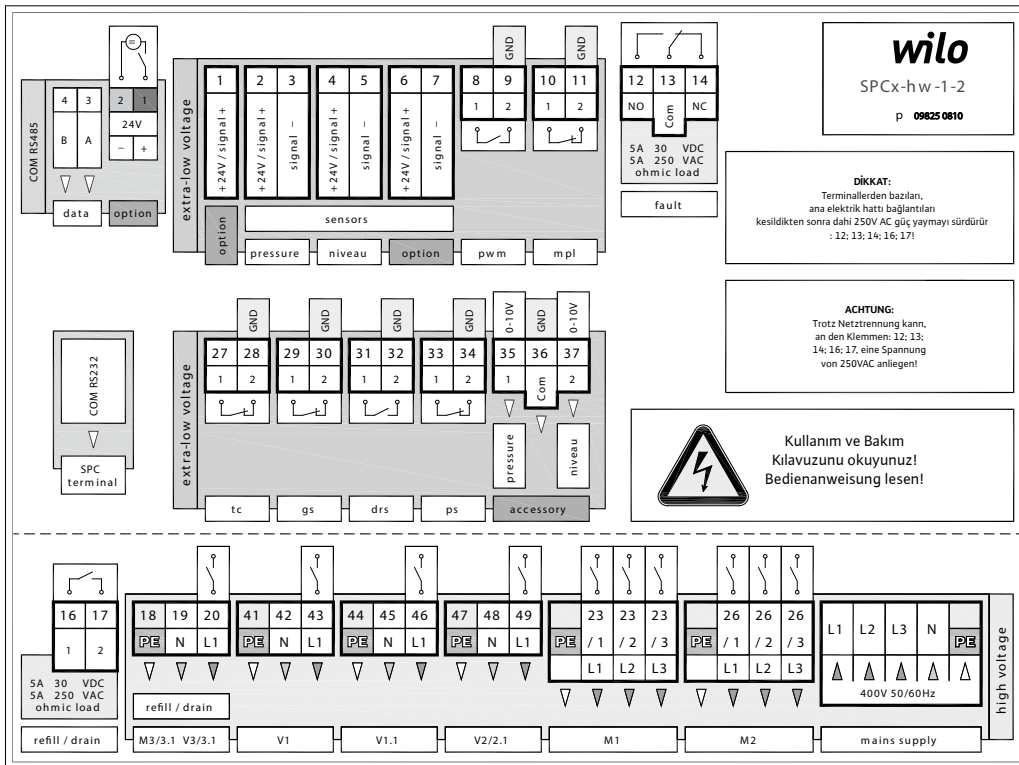 COM RS485
4 3
B A
data
2 1
24V
− +
option
extra-low voltage
1 2 3 4 5 6 7 8 9 10 11
GND GND
1 2 1 2
+24V / signal +
+24V / signal +
signal −
+24V / signal +
signal −
+24V / signal +
signal −
option
sensors
pressure niveau option pwm mpl
12 13 14
NO Com NC
5A 30 VDC
5A 250 VAC
ohmic load
fault
wilo
SPCx-hw-1-2
p 09825 0810
DİKKAT:
Terminallerden bazıları,
ana elektrik hattı bağlantıları
kesildikten sonra dahi 250V AC güç yaymayı sürdürür
: 12; 13; 14; 16; 17!
ACHTUNG:
Trotz Netztrennung kann,
an den Klemmen: 12; 13;
14; 16; 17, eine Spannung
von 250VAC anliegen!
COM RS232
SPC
terminal
extra-low voltage
GND GND GND GND 0-10V GND 0-10V
27 28 29 30 31 32 33 34 35 36 37
1 2 1 2 1 2 1 2 1 Com 2
pressure
niveau
tc gs drs ps accessory
Kullanım ve Bakım
Kılavuzunu okuyunuz!
Bedienanweisung lesen!
16 17
1 2
5A 30 VDC
5A 250 VAC
ohmic load
refill / drain
18 19 20 41 42 43 44 45 46 47 48 49 23 23 23 26 26 26
PE N L1 PE N L1 PE N L1 PE N L1 PE / 1 / 2 / 3 PE / 1 / 2 / 3
L1 L2 L3 L1 L2 L3
L1 L2 L3 N PE
400V 50/60Hz
high voltage
refill / drain
M3/3.1 V3/3.1 V1 V1.1 V2/2.1 M1 M2 mains supply